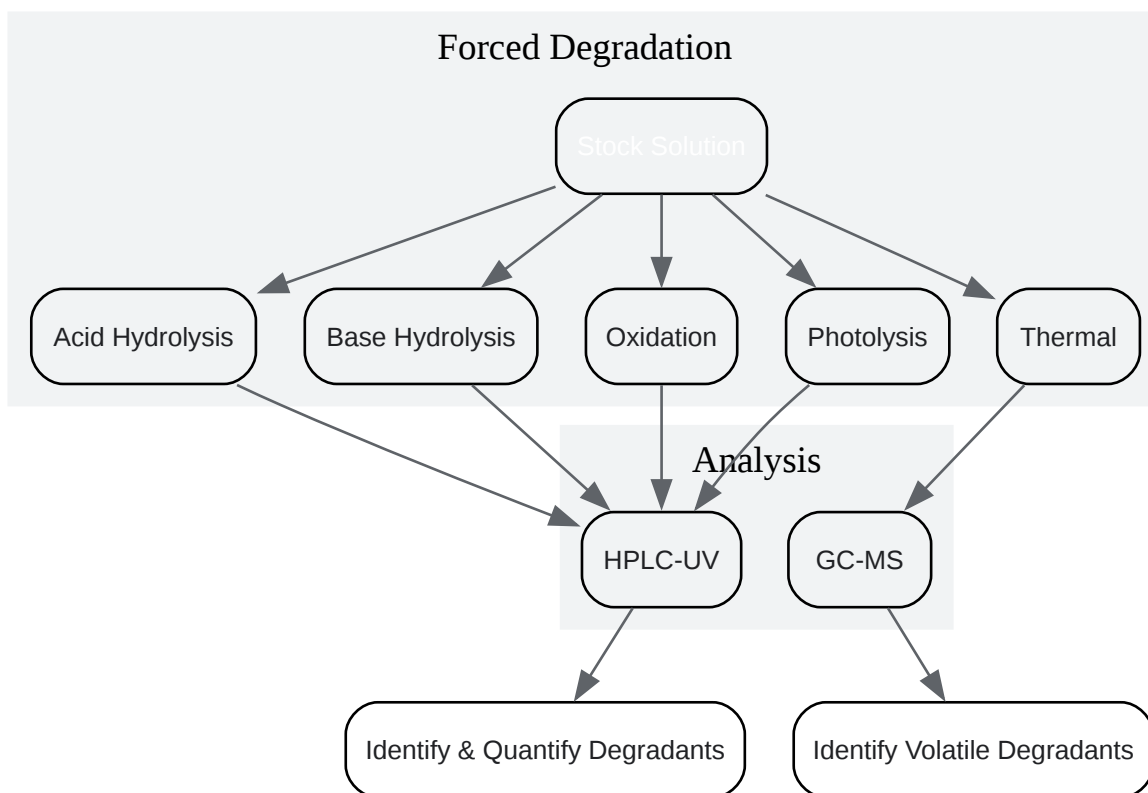 Forced Degradation
Stock Solution
Acid Hydrolysis
Base Hydrolysis
Oxidation
Photolysis
Thermal
Analysis
HPLC-UV
GC-MS
Identify & Quantify Degradants
Identify Volatile Degradants